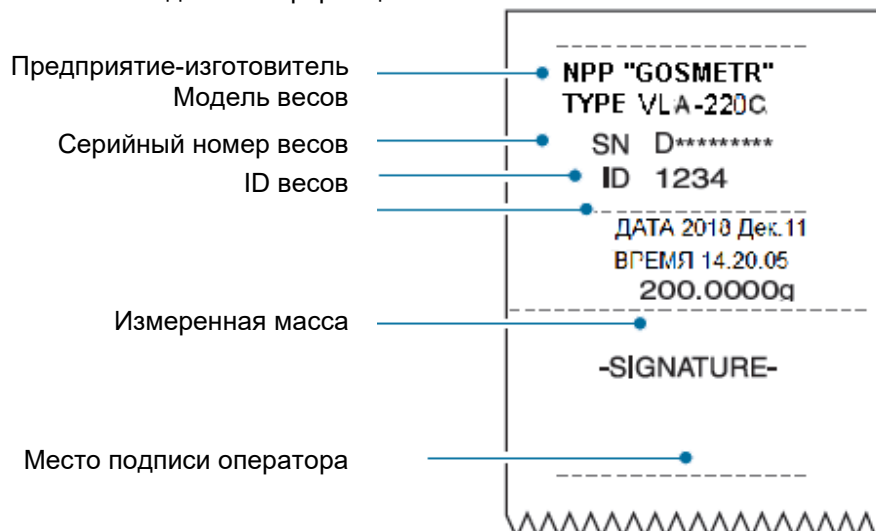 Предприятие-изготовитель
Модель весов
Серийный номер весов
ID весов
Измеренная масса
Место подписи оператора
NPP "GOSMETR"
TYPE VLA-220C
SN D*********
ID 1234
ДАТА 2018 Дек.11
ВРЕМЯ 14.20.05
200.0000g
-SIGNATURE-